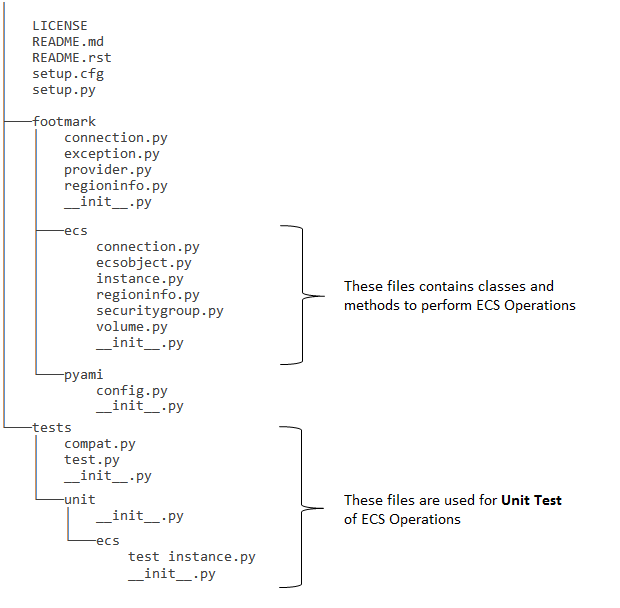 LICENSE
README.md
README.rst
setup.cfg
setup.py
footmark
connection.py
exception.py
provider.py
regioninfo.py
__init__.py
ecs
connection.py
ecsobject.py
instance.py
regioninfo.py
securitygroup.py
volume.py
__init__.py
These files contains classes and
methods to perform ECS Operations
pyami
config.py
__init__.py
tests
compat.py
test.py
__init__.py
unit
__init__.py
ecs
test instance.py
__init__.py
These files are used for Unit Test
of ECS Operations